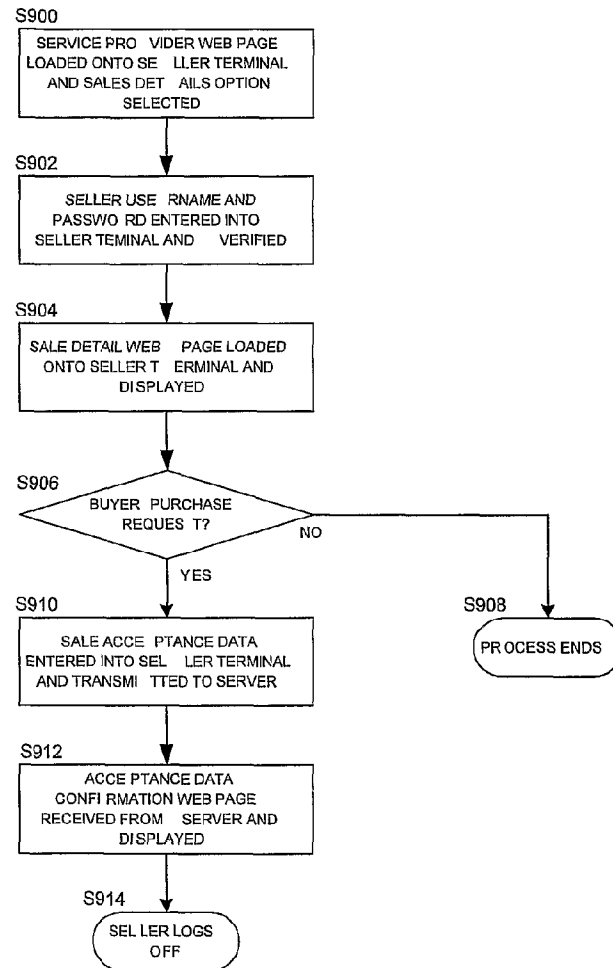 S900
SERVICE PRO VIDER WEB PAGE
LOADED ONTO SE LLER TERMINAL
AND SALES DET AILS OPTION
SELECTED
S902
SELLER USE RNAME AND
PASSWO RD ENTERED INTO
SELLER TEMINAL AND VERIFIED
S904
SALE DETAIL WEB PAGE LOADED
ONTO SELLER T ERMINAL AND
DISPLAYED
S906
BUYER PURCHASE
REQUES T?
NO
YES
S910
SALE ACCE PTANCE DATA
ENTERED INTO SEL LER TERMINAL
AND TRANSMI TTED TO SERVER
S908
PROCESS ENDS
S912
ACCE PTANCE DATA
CONFI RMATION WEB PAGE
RECEIVED FROM SERVER AND
DISPLAYED
S914
SEL LER LOGS
OFF